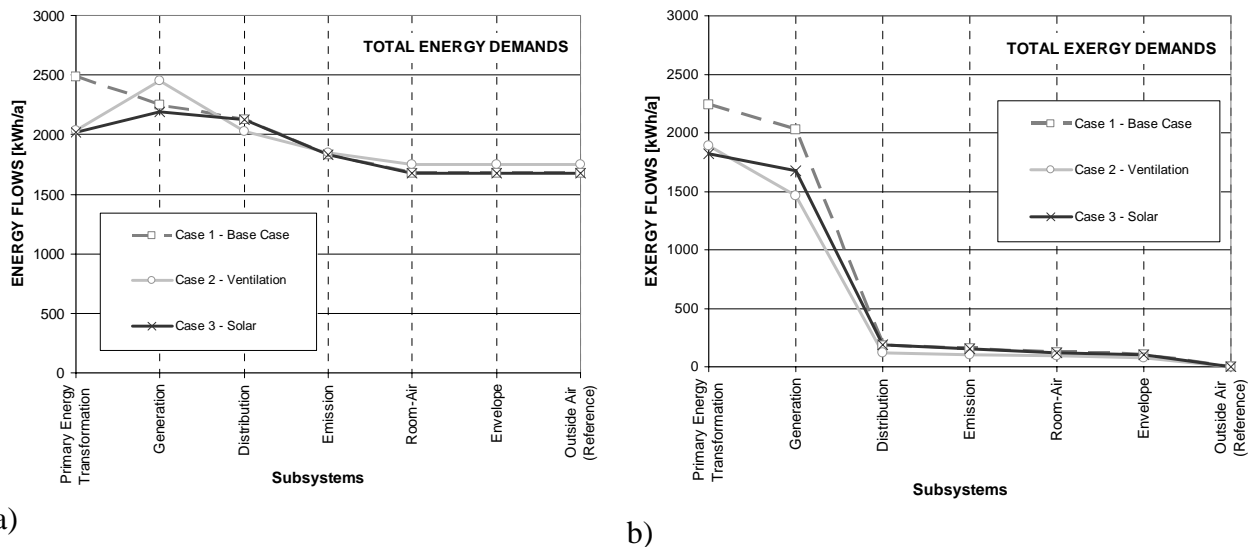 TOTAL ENERGY DEMANDS
ENERGY FLOWS [kWh/a]
3000
2500
2000
1500
1000
500
0
Case 1 - Base Case
Case 2 - Ventilation
Case 3 - Solar
Primary Energy
Transformation
Generation
Distribution
Emission
Room-Air
Envelope
Outside Air
(Reference)
Subsystems
a)
TOTAL EXERGY DEMANDS
EXERGY FLOWS [kWh/a]
3000
2500
2000
1500
1000
500
0
Case 1 - Base Case
Case 2 - Ventilation
Case 3 - Solar
Primary Energy
Transformation
Generation
Distribution
Emission
Room-Air
Envelope
Outside Air
(Reference)
Subsystems
b)